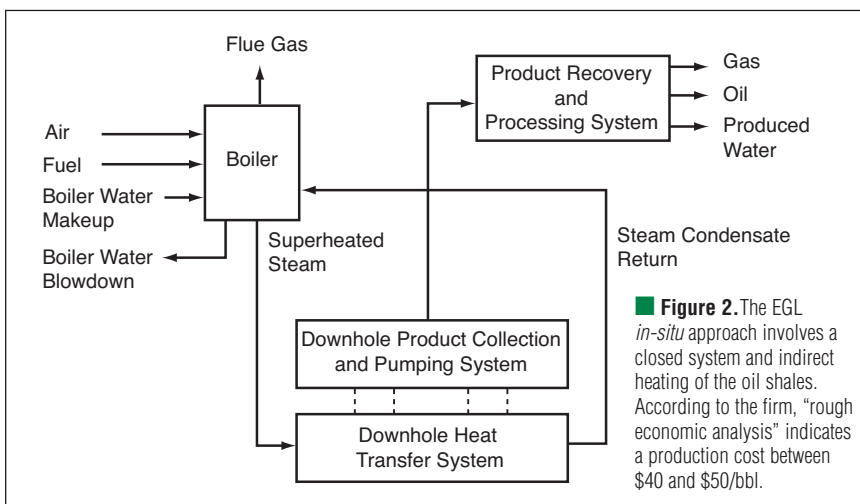 Flue Gas
Air
Fuel
Boiler Water
Makeup
Boiler Water
Blowdown
Boiler
Superheated
Steam
Product Recovery
and
Processing System
Gas
Oil
Produced
Water
Steam Condensate
Return
Downhole Product Collection
and Pumping System
Downhole Heat
Transfer System
Figure 2. The EGL
in-situ approach involves a
closed system and indirect
heating of the oil shales.
According to the firm, “rough
economic analysis” indicates
a production cost between
$40 and $50/bbl.